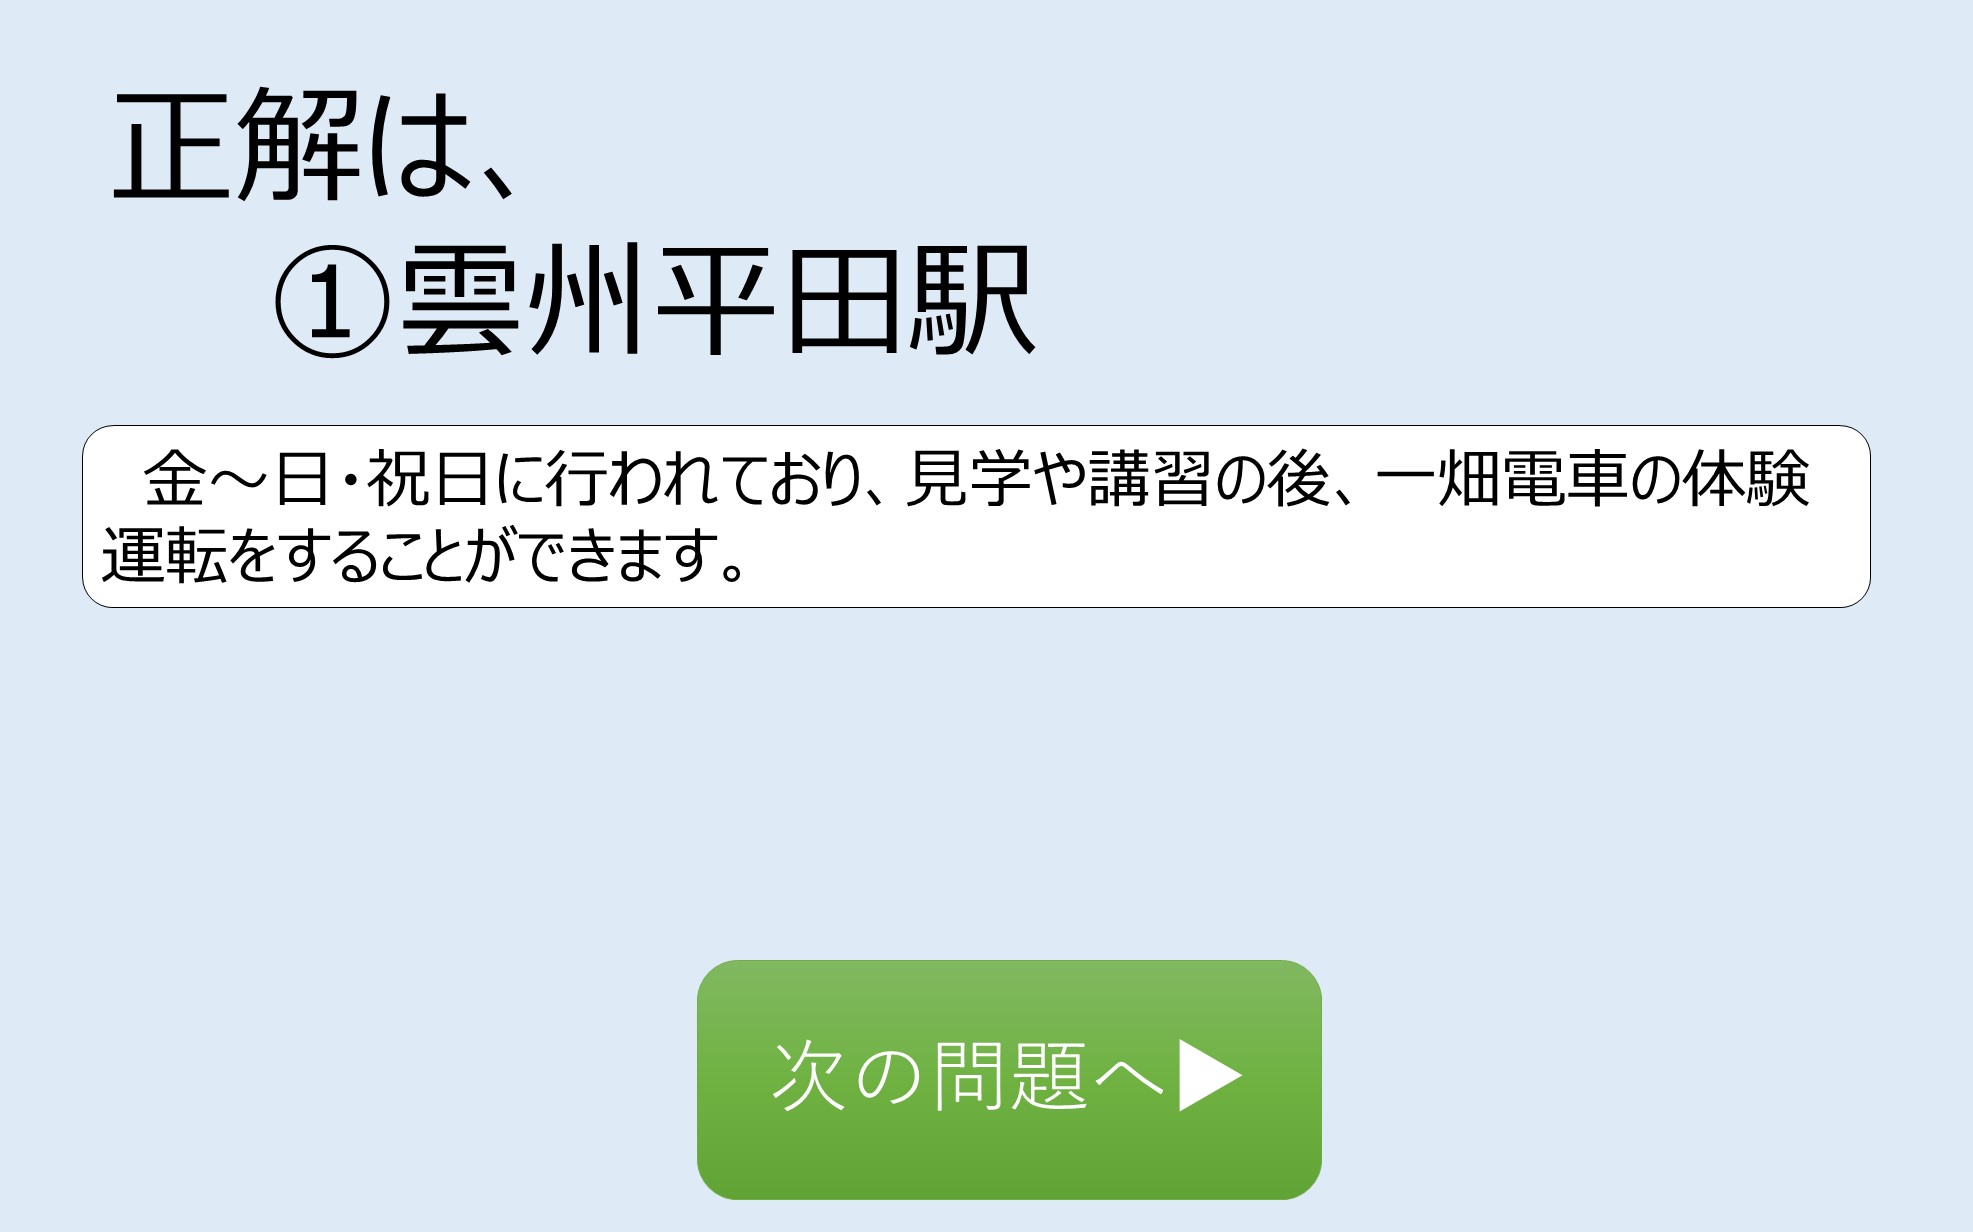 正解は、
①雲州平田駅
金～日・祝日に行われており、見学や講習の後、一畑電車の体験
運転をすることができます。
次の問題へ▶